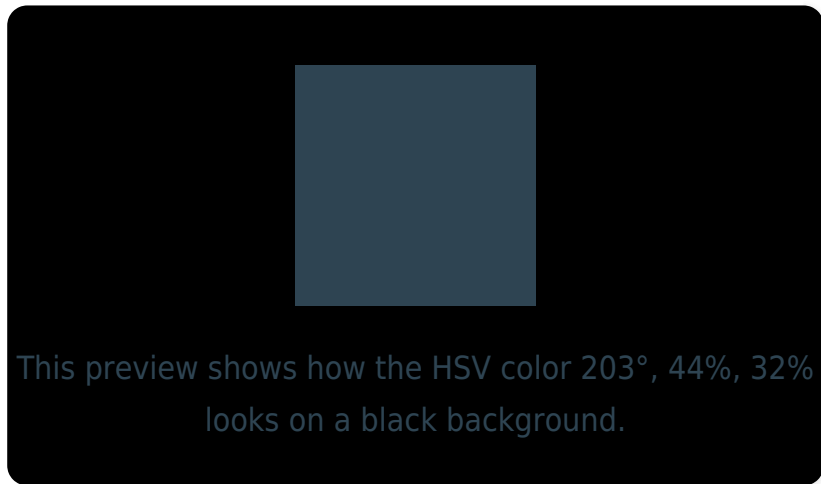 This preview shows how the HSV color 203°, 44%, 32%
looks on a black background.